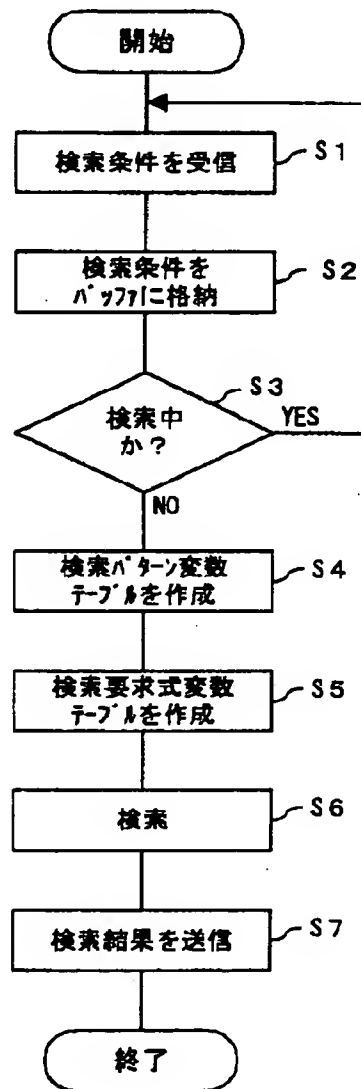 開始
検索条件を受信
S1
検索条件を
バッファに格納
S2
S3
検索中
か？
YES
NO
検索パターン変数
テーブルを作成
S4
検索要求式変数
テーブルを作成
S5
検索
S6
検索結果を送信
S7
終了